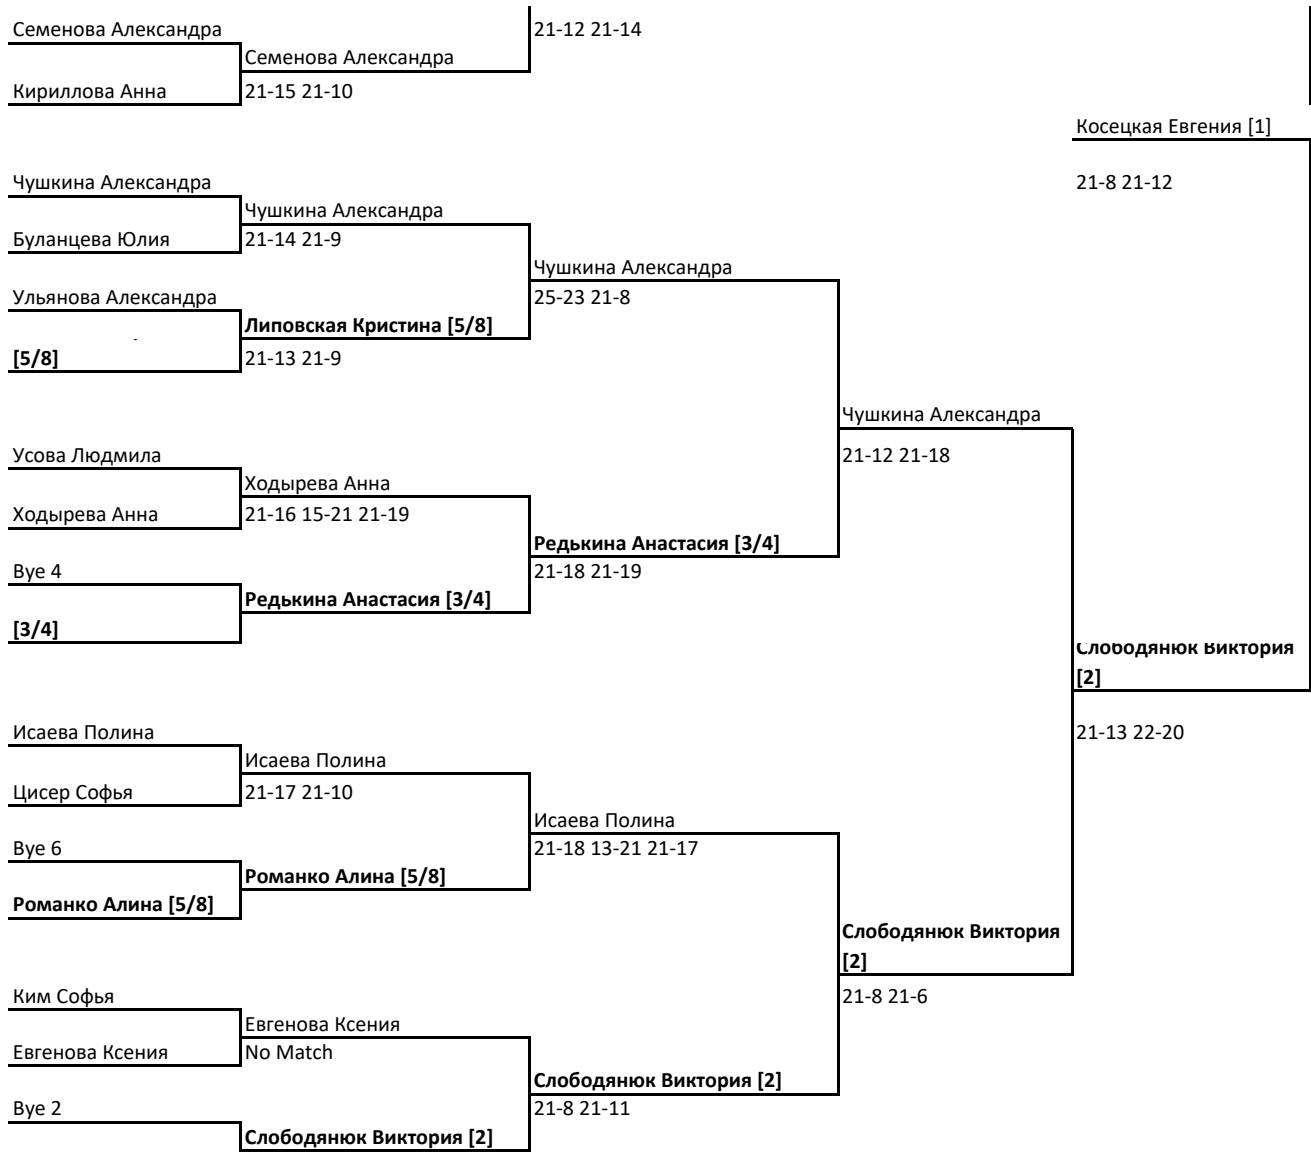 Семенова Александра
21-12 21-14
Семенова Александра
Кириллова Анна
21-15 21-10
Косецкая Евгения [1]
Чушкина Александра
21-8 21-12
Чушкина Александра
Буланцева Юлия
21-14 21-9
Чушкина Александра
Ульянова Александра
25-23 21-8
Липовская Кристина [5/8]
[5/8]
21-13 21-9
Чушкина Александра
Усова Людмила
21-12 21-18
Ходырева Анна
Ходырева Анна
21-16 15-21 21-19
Редькина Анастасия [3/4]
Bye 4
21-18 21-19
Редькина Анастасия [3/4]
[3/4]
Слободянюк Виктория
[2]
Исаева Полина
21-13 22-20
Исаева Полина
Цисер Софья
21-17 21-10
Исаева Полина
Bye 6
21-18 13-21 21-17
Романко Алина [5/8]
Романко Алина [5/8]
Слободянюк Виктория
[2]
Ким Софья
21-8 21-6
Евгенова Ксения
Евгенова Ксения
No Match
Слободянюк Виктория [2]
Bye 2
21-8 21-11
Слободянюк Виктория [2]